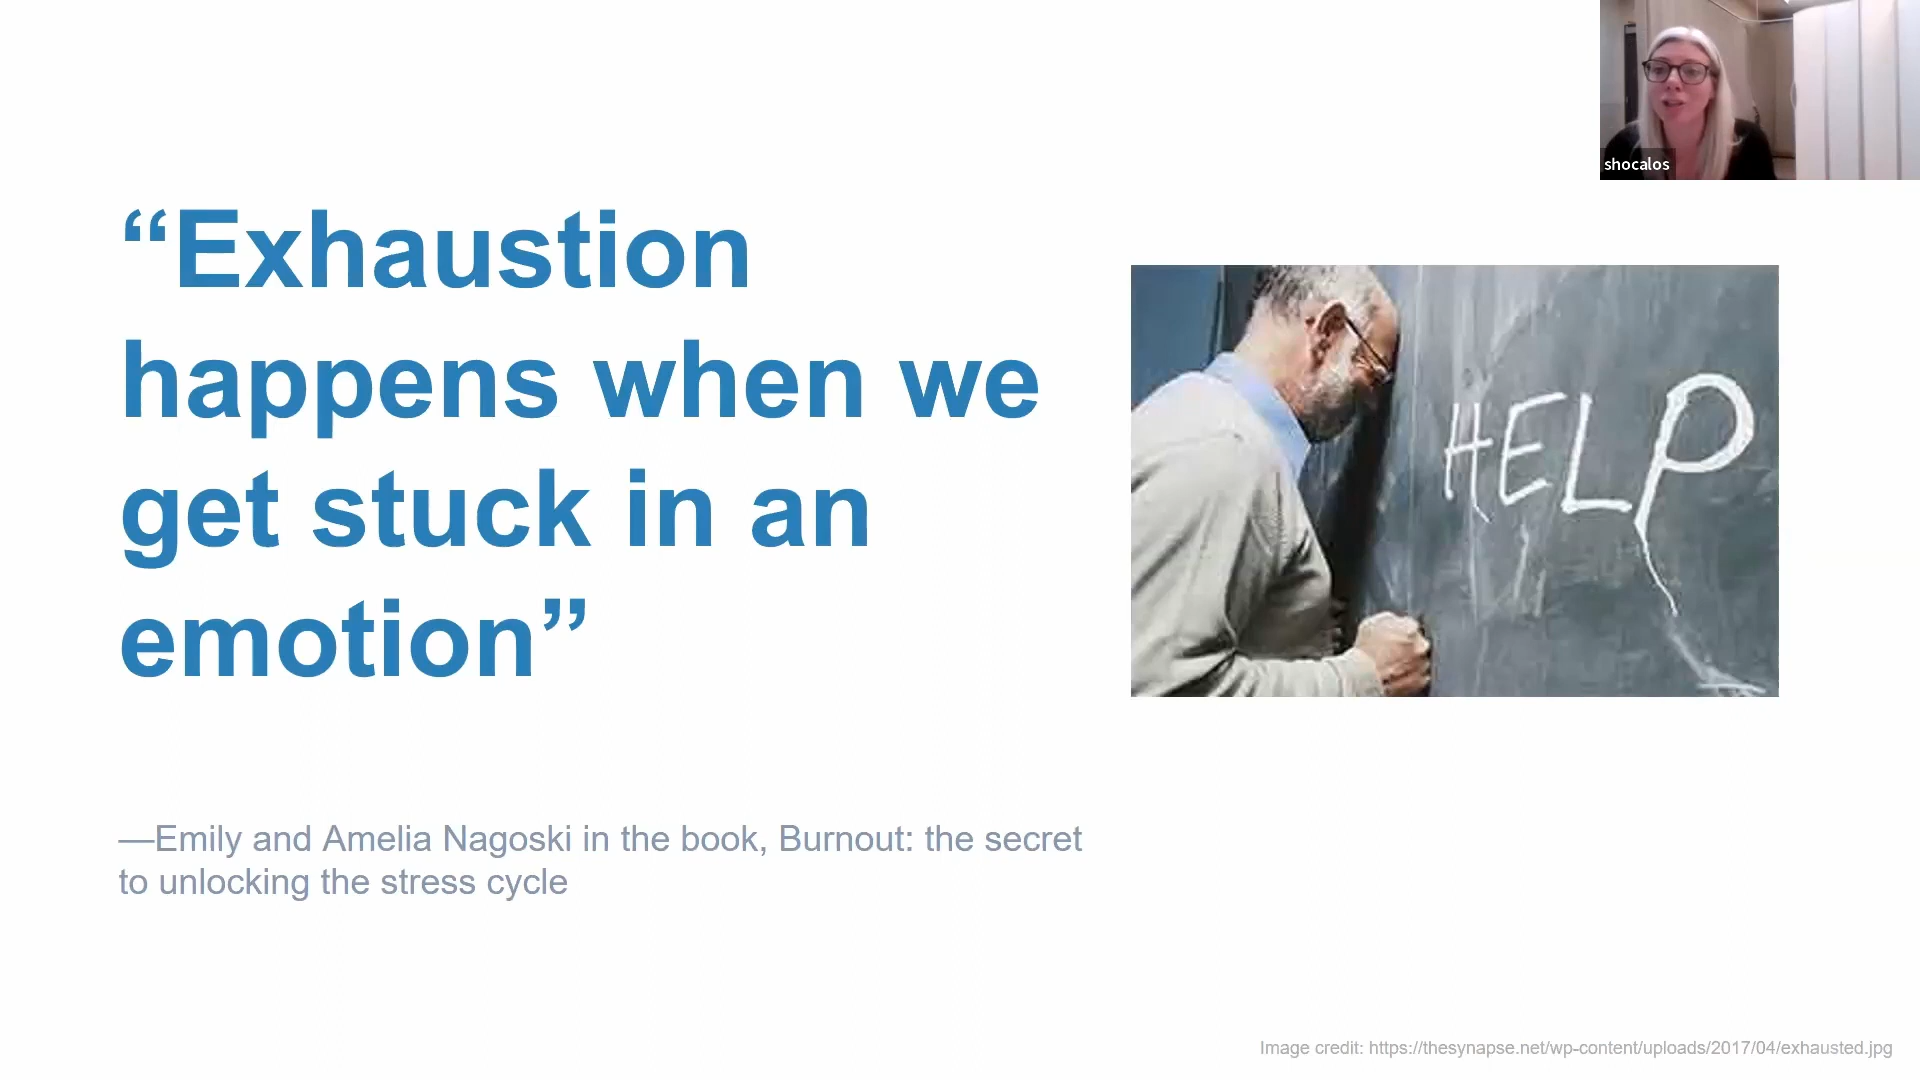 shocalos
“Exhaustion
happens when we
get stuck in an
emotion”
HELP
—Emily and Amelia Nagoski in the book, Burnout: the secret
to unlocking the stress cycle
Image credit: https://thesynapse.net/wp-content/uploads/2017/04/exhausted.jpg